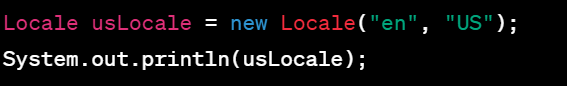 Locale usLocale = new Locale("en", "US");
System.out.println(usLocale);